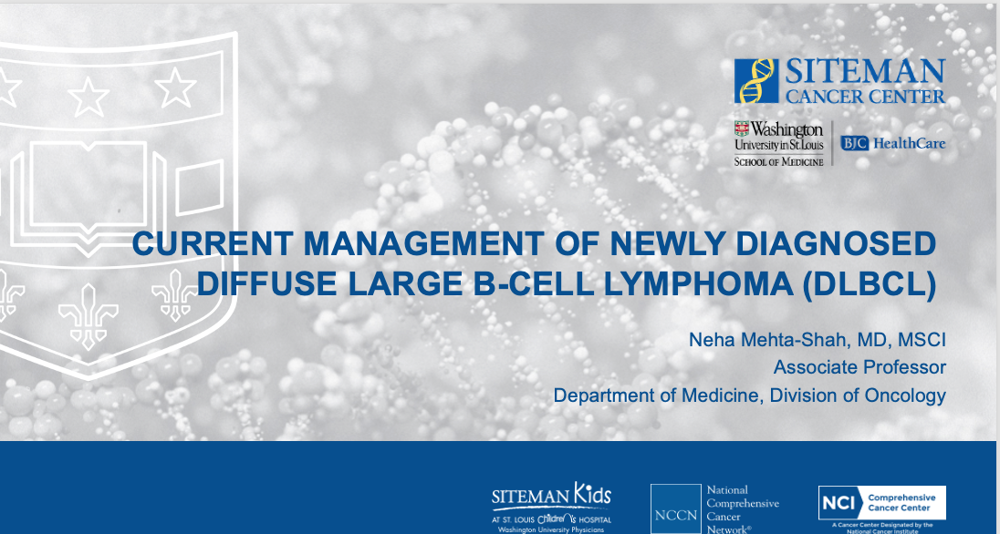 SITEMAN
CANCER CENTER
Washington
University in St. Louis
SCHOOL OF MEDICINE
BJC HealthCare
CURRENT MANAGEMENT OF NEWLY DIAGNOSED
DIFFUSE LARGE B-CELL LYMPHOMA (DLBCL)
Neha Mehta-Shah, MD, MSCI
Associate Professor
Department of Medicine, Division of Oncology
SITEMAN Kids
AT ST. LOUIS Children's HOSPITAL
Washington University Physicians
NCCN
National
Comprehensive
Cancer
Network®
NCI
Comprehensive
Cancer Center
A Cancer Center Designated by the
National Cancer Institute